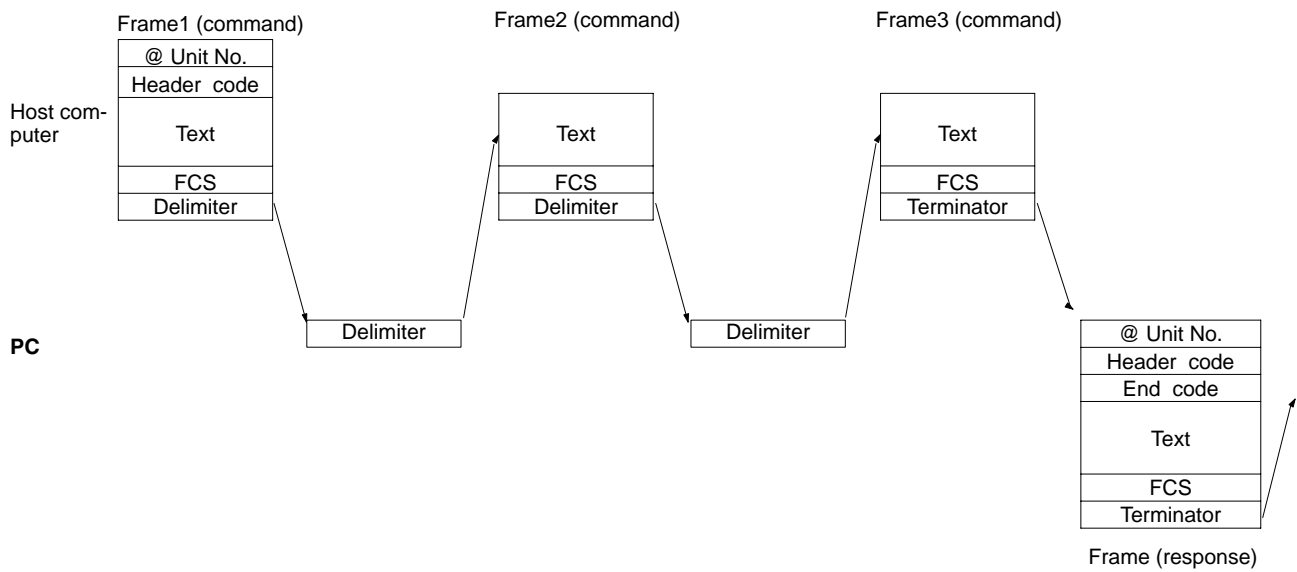 Frame1 (command)
@ Unit No.
Header code
Text
FCS
Delimiter
Host com-
puter
Frame2 (command)
Text
FCS
Delimiter
Frame3 (command)
Text
FCS
Terminator
PC
Delimiter
Delimiter
@ Unit No.
Header code
End code
Text
FCS
Terminator
Frame (response)